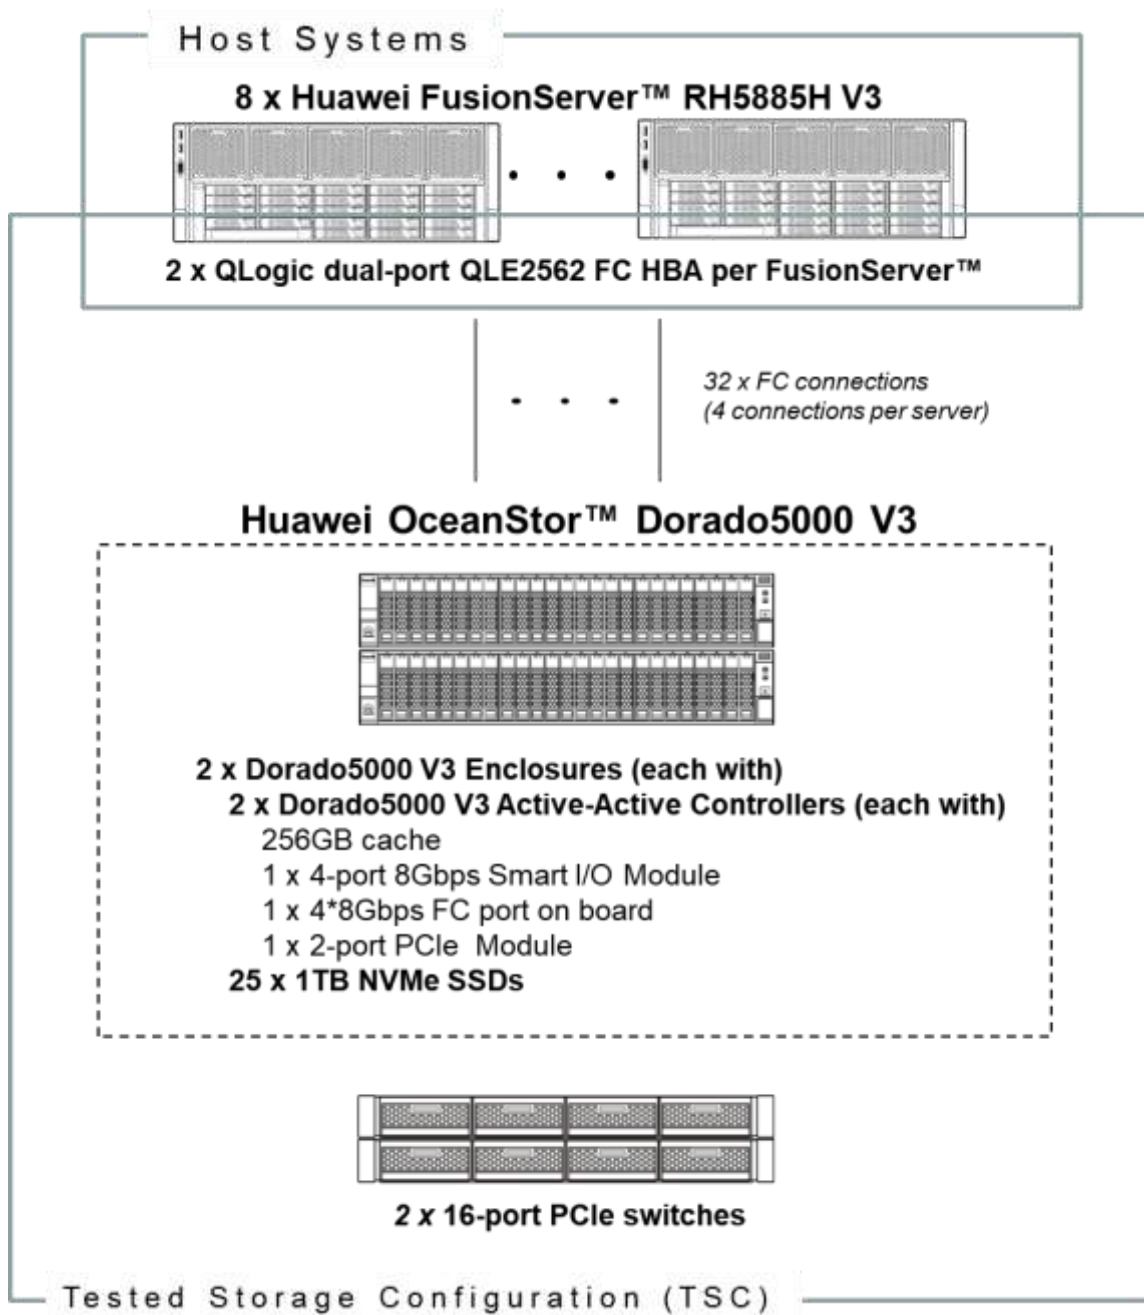 Host Systems
8 x Huawei FusionServer™ RH5885H V3
2 x QLogic dual-port QLE2562 FC HBA per FusionServer™
32 x FC connections
(4 connections per server)
Huawei OceanStor™ Dorado5000 V3
2 x Dorado5000 V3 Enclosures (each with)
2 x Dorado5000 V3 Active-Active Controllers (each with)
256GB cache
1 x 4-port 8Gbps Smart I/O Module
1 x 4*8Gbps FC port on board
1 x 2-port PCIe Module
25 x 1TB NVMe SSDs
2 x 16-port PCIe switches
Tested Storage Configuration (TSC)